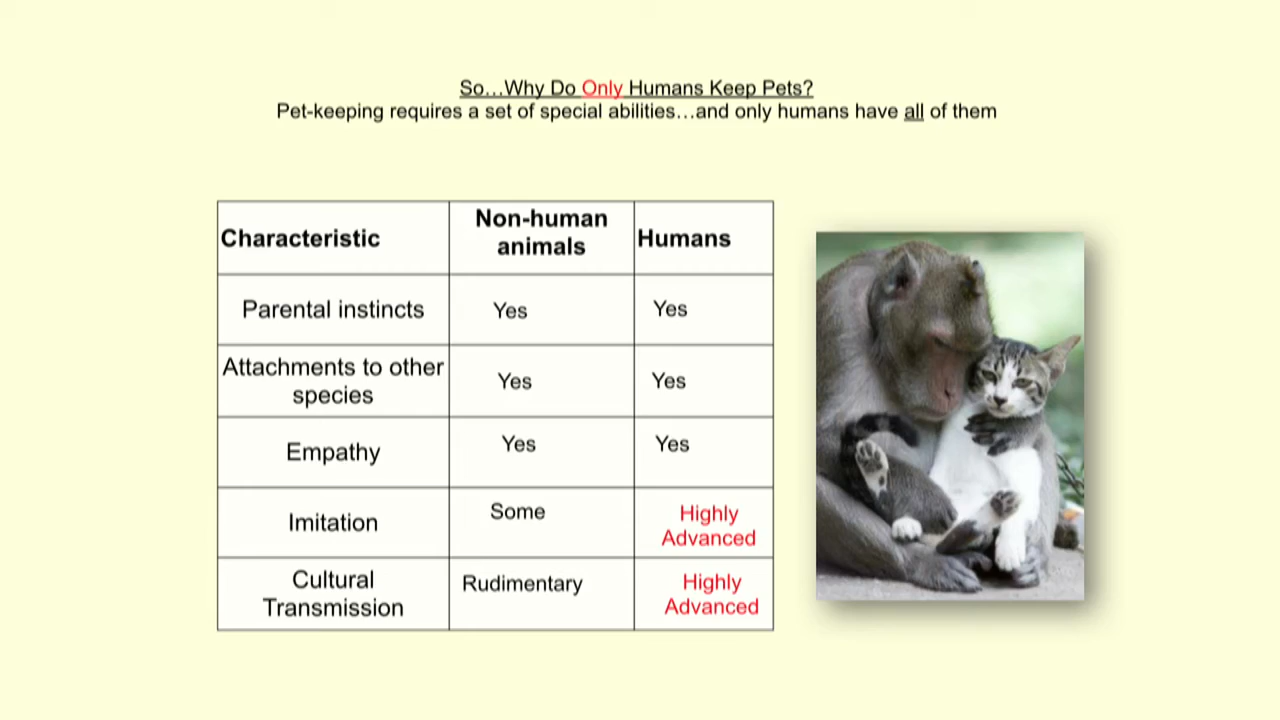 So…Why Do Only Humans Keep Pets?
Pet-keeping requires a set of special abilities…and only humans have all of them
Characteristic
Non-human
animals
Humans
Parental instincts
Yes
Yes
Attachments to other
species
Yes
Yes
Empathy
Yes
Yes
Imitation
Some
Highly
Advanced
Cultural
Transmission
Rudimentary
Highly
Advanced